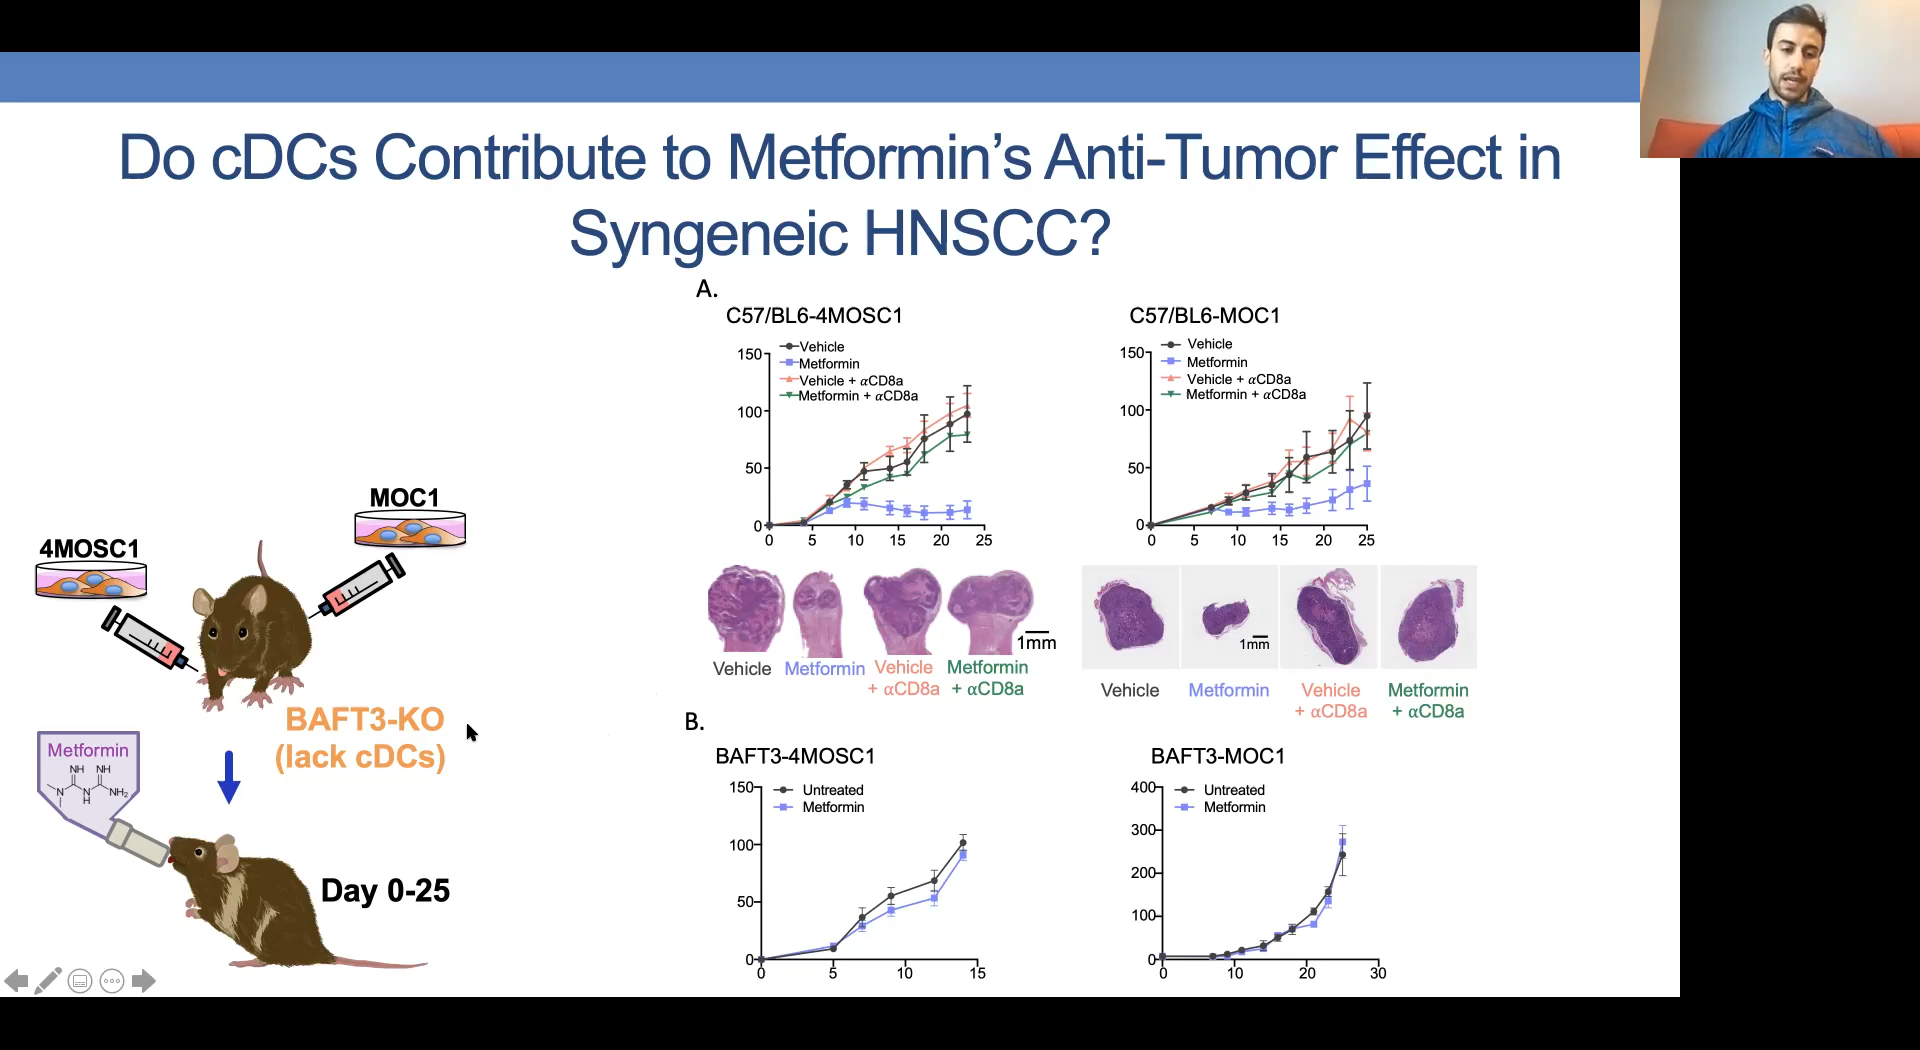 Do cDCs Contribute to Metformin's Anti-Tumor Effect in
Syngeneic HNSCC?
MOC1
4MOSC1
BAFT3-KO
(lack cDCs)
Metformin
NH NH
N N NH2
H
Day 0-25
A.
C57/BL6-4MOSC1
Vehicle
Metformin
Vehicle + αCD8a
Metformin + αCD8a
150
100
50
0
0 5 10 15 20 25
C57/BL6-MOC1
Vehicle
Metformin
Vehicle + αCD8a
Metformin + αCD8a
150
100
50
0
0 5 10 15 20 25
1mm
Vehicle Metformin Vehicle + αCD8a Metformin + αCD8a
1mm
Vehicle Metformin Vehicle + αCD8a Metformin + αCD8a
B.
BAFT3-4MOSC1
Untreated
Metformin
150
100
50
0
0 5 10 15
BAFT3-MOC1
Untreated
Metformin
400
300
200
100
0
0 10 20 30